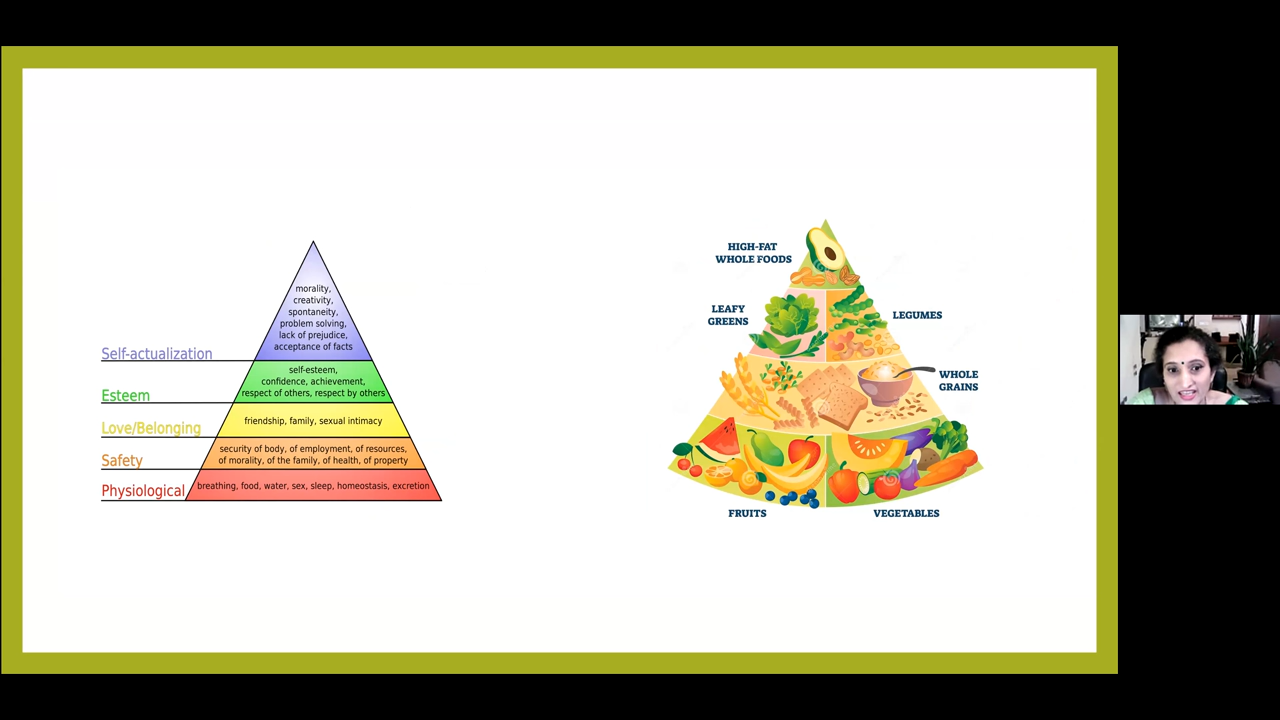 morality,
creativity,
spontaneity,
problem solving,
lack of prejudice,
acceptance of facts
Self-actualization
self-esteem,
confidence, achievement,
respect of others, respect by others
Esteem
friendship, family, sexual intimacy
Love/Belonging
security of body, of employment, of resources,
of morality, of the family, of health, of property
Safety
breathing, food, water, sex, sleep, homeostasis, excretion
Physiological
HIGH-FAT
WHOLE FOODS
LEAFY
GREENS
LEGUMES
WHOLE
GRAINS
FRUITS
VEGETABLES